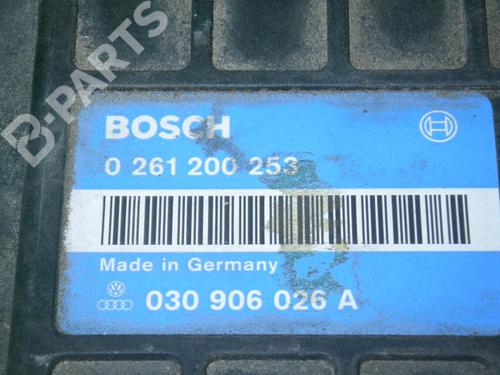 B-PARTS
BOSCH
0 261 200 253
Made in Germany
030 906 026 A